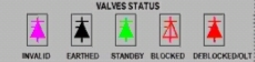 VALVES STATUS
INVALID EARTHED STANDBY BLOCKED DEBLOCKED/OLT